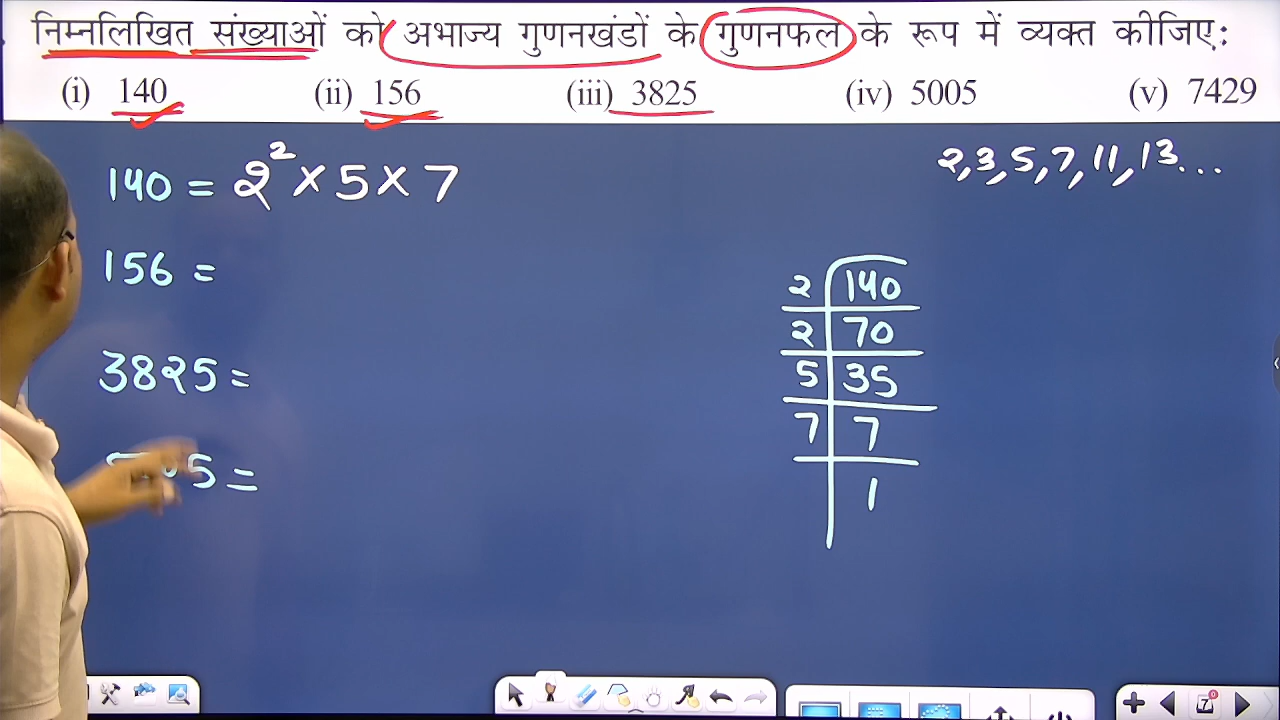 निम्नलिखित संख्याओं को अभाज्य गुणनखंडों के गुणनफल के रूप में व्यक्त कीजिए:
(i) 140 (ii) 156 (iii) 3825 (iv) 5005 (v) 7429
2, 3, 5, 7, 11, 13...
140 = 2² × 5 × 7
156 =
3825 =
5 =
2 140
2 70
5 35
7 7
1